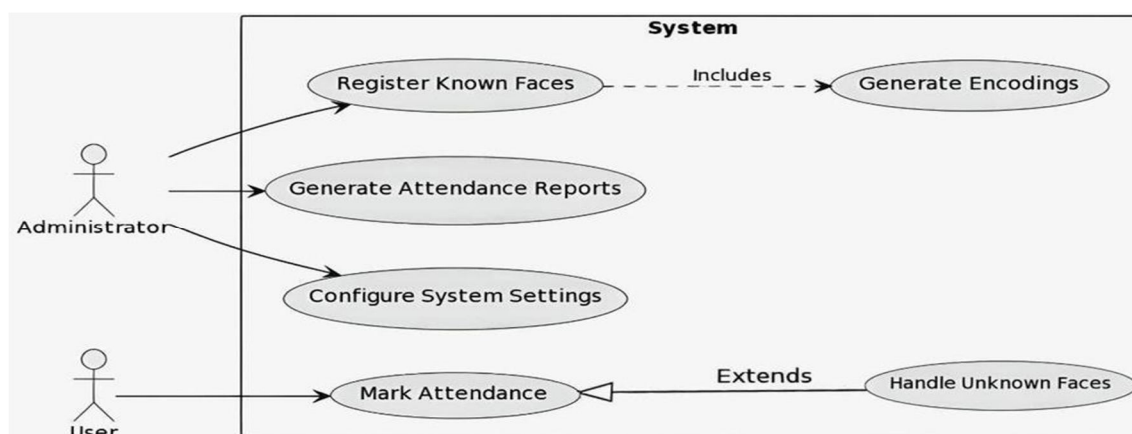 System
Register Known Faces
Includes
Generate Encodings
Generate Attendance Reports
Administrator
Configure System Settings
Mark Attendance
Extends
Handle Unknown Faces
User